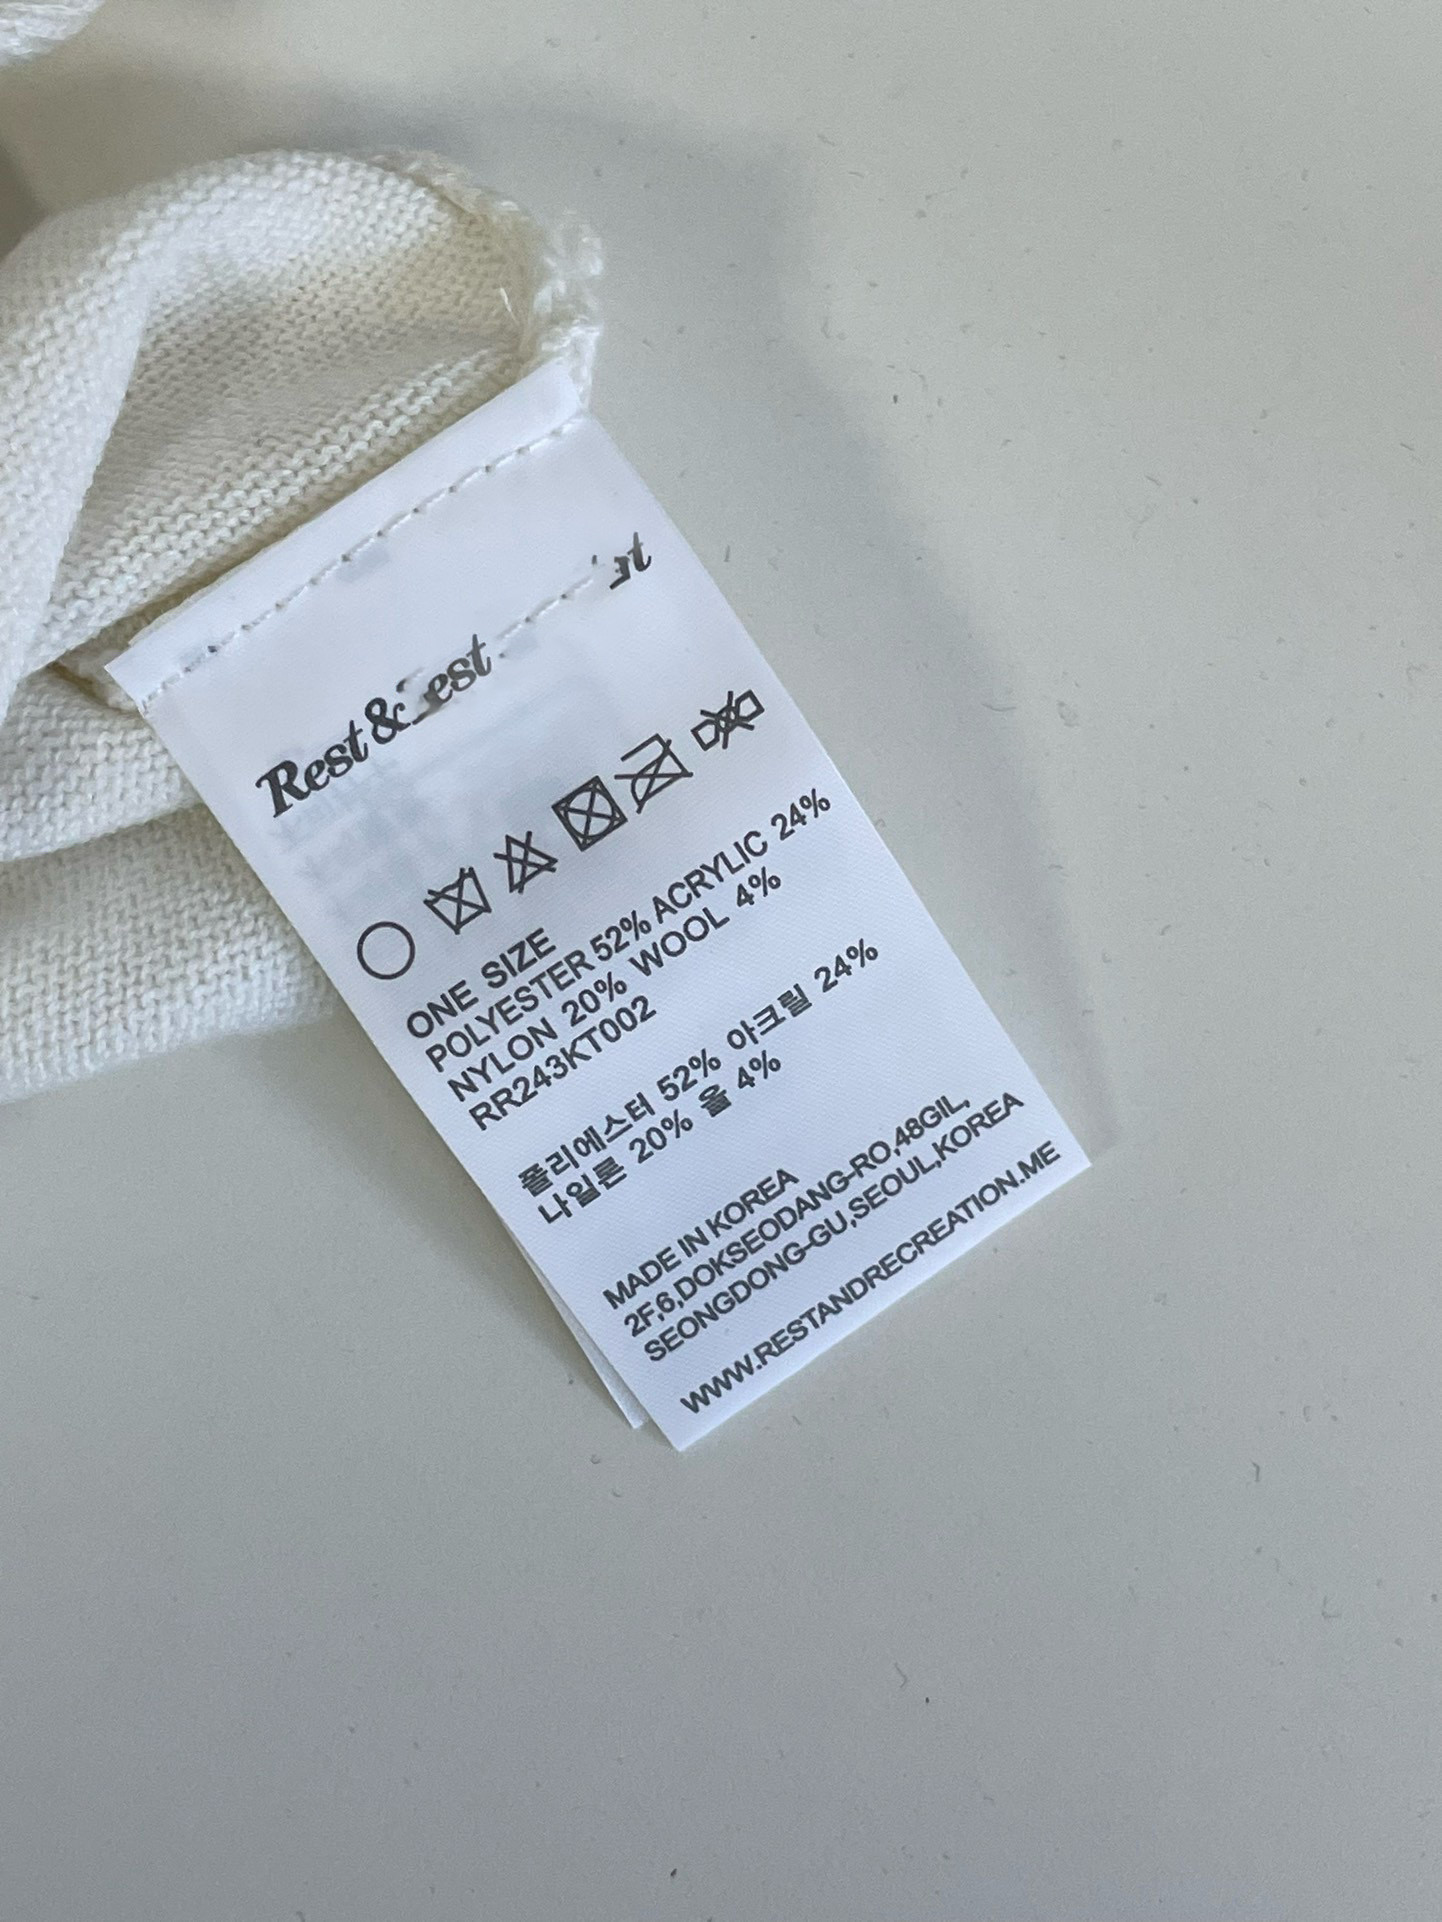 Rest&
ONE SIZE
POLYESTER 52% ACRYLIC 24%
NYLON 20% WOOL 4%
RR243KT002
폴리에스터 52% 아크릴 24%
나일론 20% 울 4%
MADE IN KOREA
2F,6,DOKSEODANG-RO,48GIL,
SEONGDONG-GU,SEOUL,KOREA
WWW.RESTANDRECREATION.ME